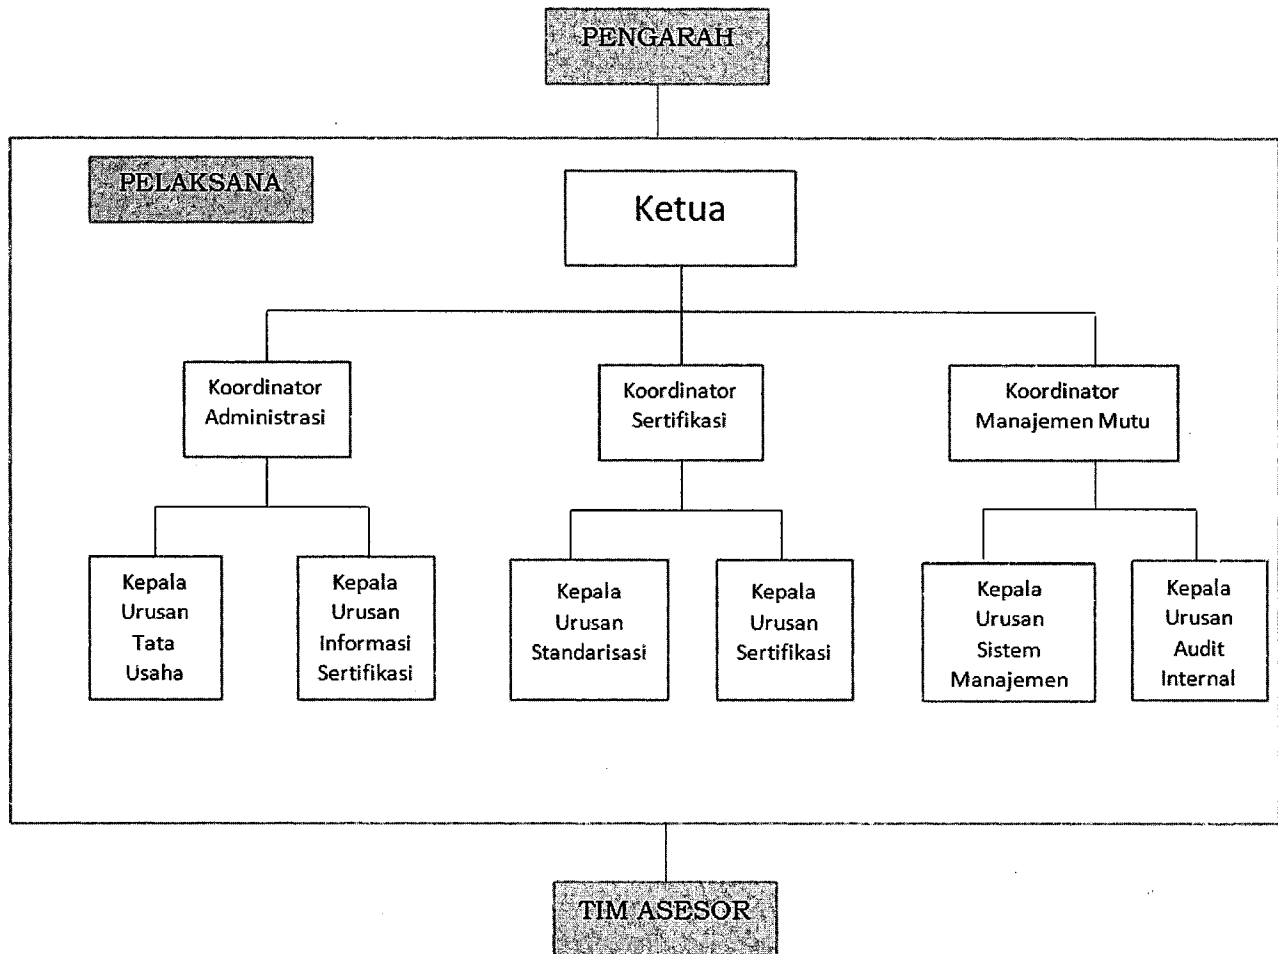 PENGARAH
PELAKSANA
Ketua
Koordinator
Administrasi
Koordinator
Sertifikasi
Koordinator
Manajemen Mutu
Kepala
Urusan
Tata
Usaha
Kepala
Urusan
Informasi
Sertifikasi
Kepala
Urusan
Standarisasi
Kepala
Urusan
Sertifikasi
Kepala
Urusan
Sistem
Manajemen
Kepala
Urusan
Audit
Internal
TIM ASESOR